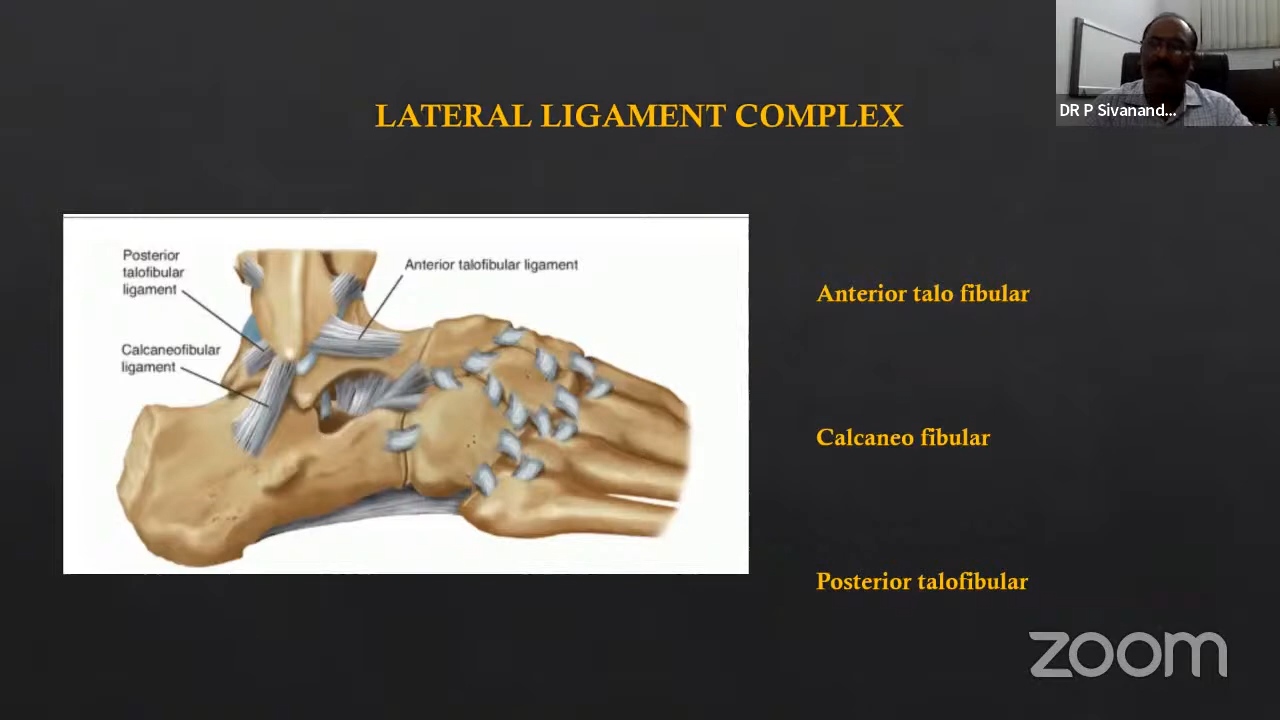 DR P Sivanand...
LATERAL LIGAMENT COMPLEX
Posterior
talofibular
ligament
Anterior talofibular ligament
Calcaneofibular
ligament
Anterior talo fibular
Calcaneo fibular
Posterior talofibular
zoom